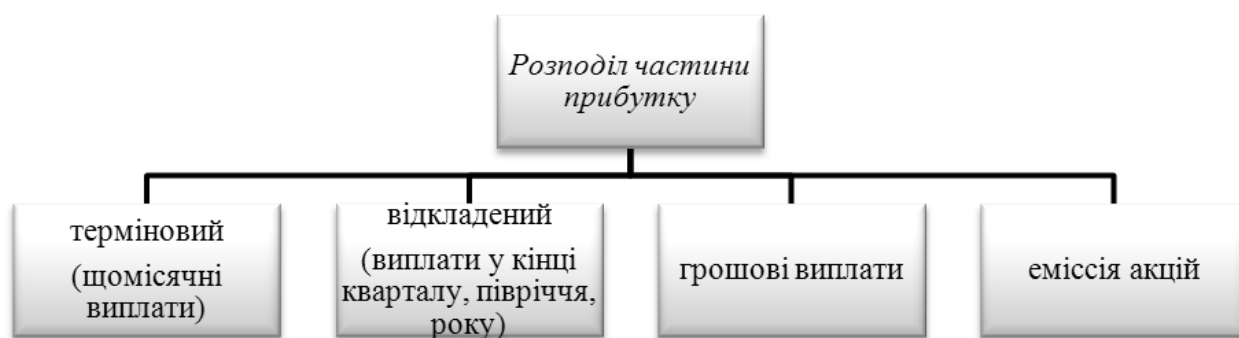 Розподіл частини
прибутку
терміновий
(щомісячні
виплати)
відкладений
(виплати у кінці
кварталу, півріччя,
року)
грошові виплати
еміссія акцій